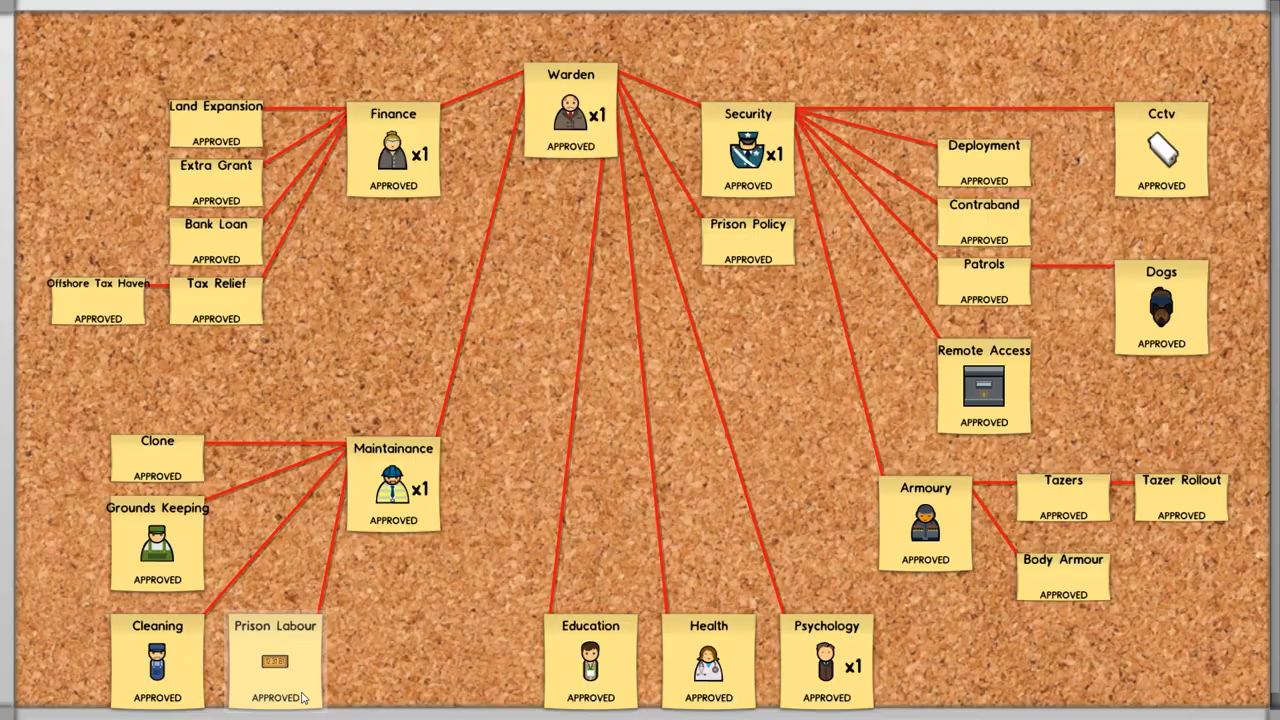 Warden
x1
APPROVED
Land Expansion
APPROVED
Extra Grant
APPROVED
Bank Loan
APPROVED
Offshore Tax Haven
APPROVED
Tax Relief
APPROVED
Finance
x1
APPROVED
Security
x1
APPROVED
Prison Policy
APPROVED
Deployment
APPROVED
Contraband
APPROVED
Patrols
APPROVED
Remote Access
APPROVED
Cctv
APPROVED
Dogs
APPROVED
Clone
APPROVED
Grounds Keeping
APPROVED
Cleaning
APPROVED
Prison Labour
APPROVED
Maintainance
x1
APPROVED
Education
APPROVED
Health
APPROVED
Psychology
x1
APPROVED
Armoury
APPROVED
Tazers
APPROVED
Tazer Rollout
APPROVED
Body Armour
APPROVED